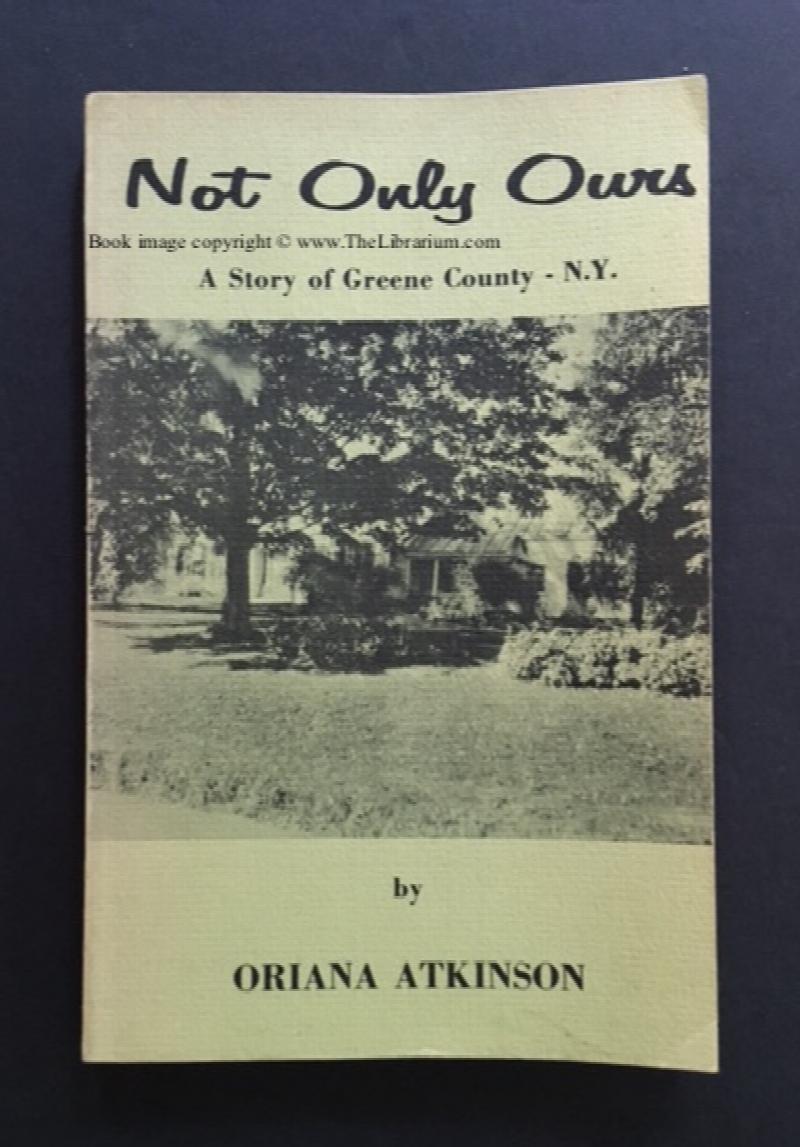 Not Only Ours
Book image copyright © www.TheLibrarium.com
A Story of Greene County - N.Y.
by
ORIANA ATKINSON